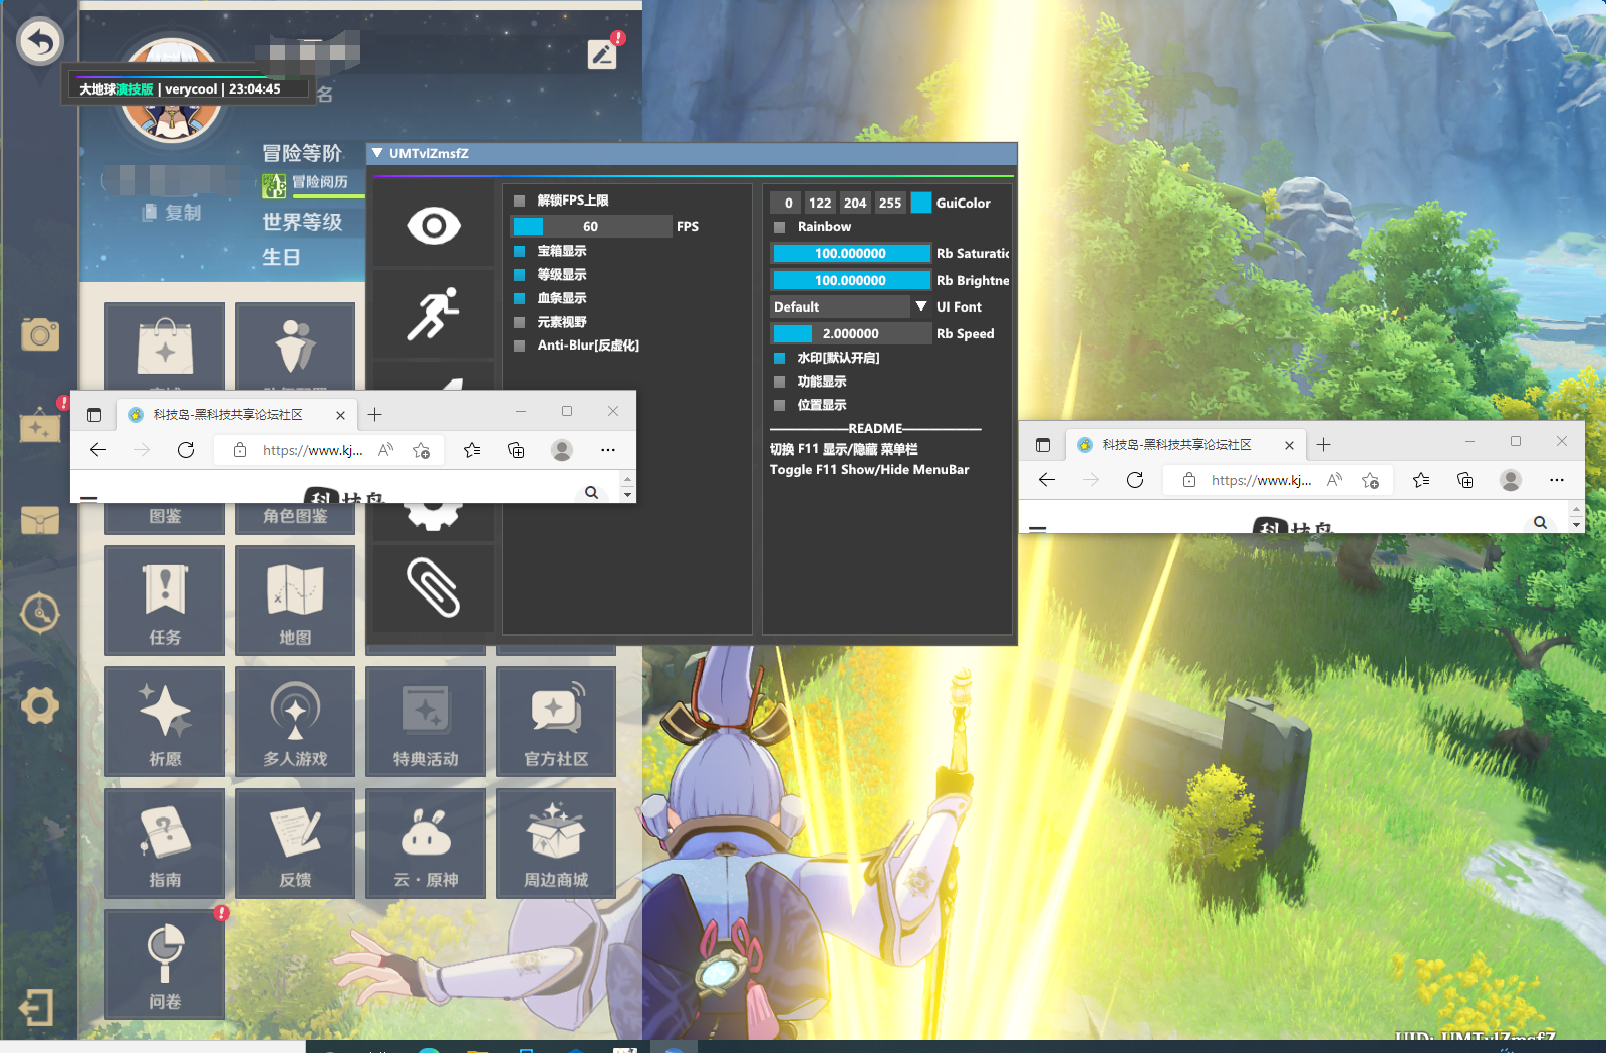 大地球演技版 | verycool | 23:04:45
名
冒险等阶
冒险阅历
复制
世界等级
生日
UMTvlZmsfZ
解锁FPS上限
60 FPS
宝箱显示
等级显示
血条显示
元素视野
Anti-Blur[反虚化]
0 122 204 255 GuiColor
Rainbow
100.000000 Rb Saturatio
100.000000 Rb Brightne
Default UI Font
2.000000 Rb Speed
水印[默认开启]
功能显示
位置显示
README
切换 F11 显示/隐藏 菜单栏
Toggle F11 Show/Hide MenuBar
科技岛-黑科技共享论坛社区
https://www.kj...
科技岛
科技岛-黑科技共享论坛社区
https://www.kj...
科技岛
图鉴
角色图鉴
任务
地图
祈愿
多人游戏
特典活动
官方社区
指南
反馈
云·原神
周边商城
问卷
UID: UMTvlZmsfZ